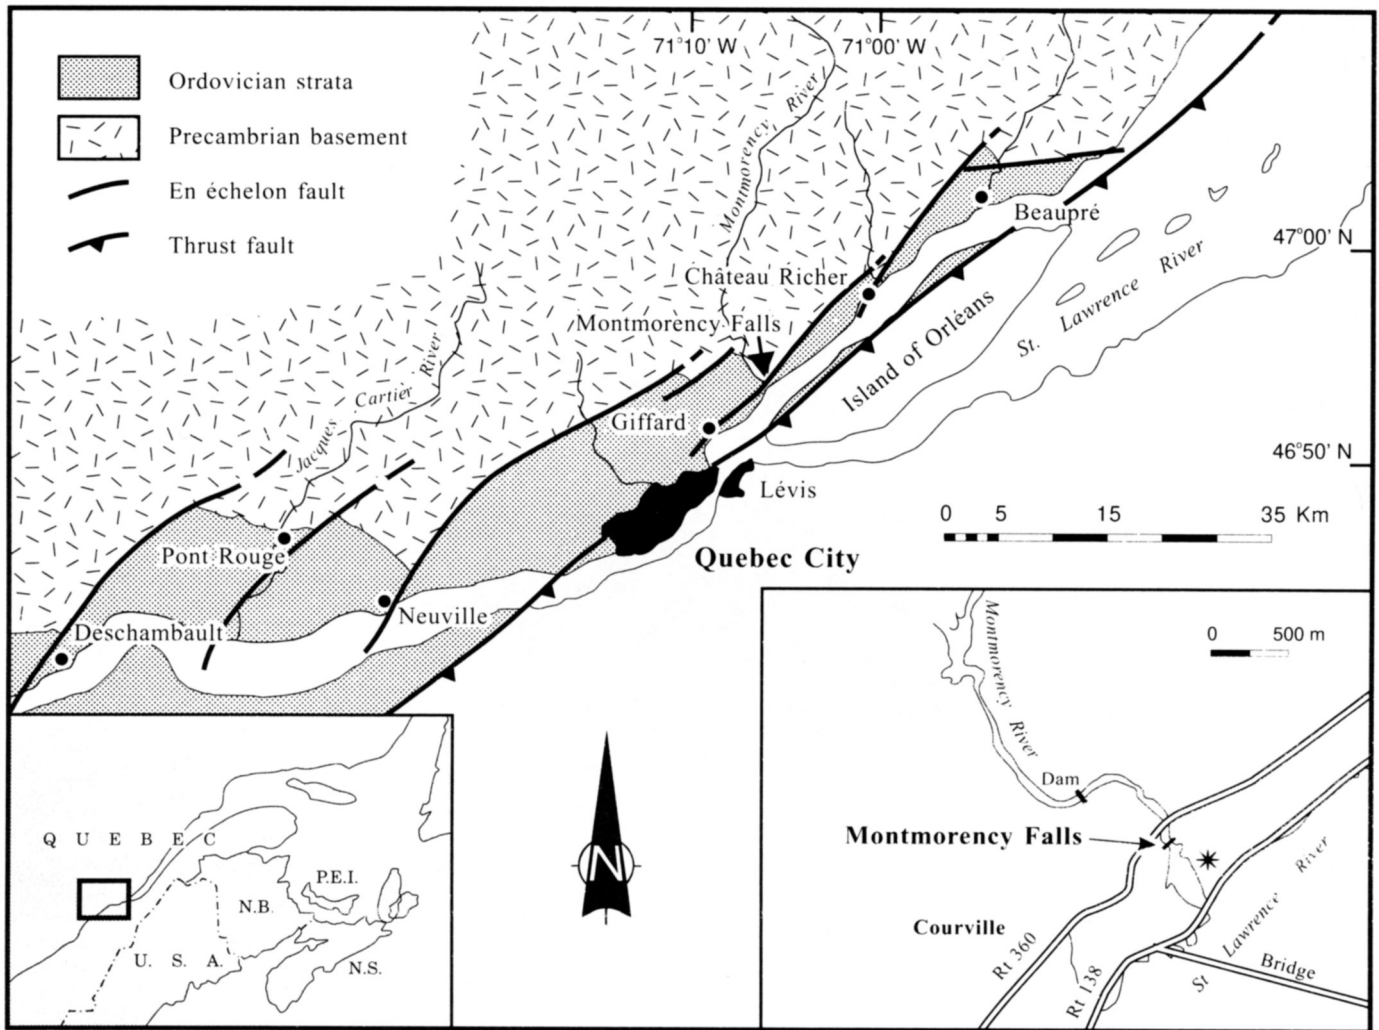 71°10' W
71°00' W
Ordovician strata
Precambrian basement
En échelon fault
Thrust fault
Montmorency River
Beaupré
47°00' N
Château Richer
Montmorency Falls
St. Lawrence River
Island of Orléans
Jacques Cartier River
Giffard
46°50' N
Lévis
0 5 15 35 Km
Pont Rouge
Quebec City
Neuville
Deschambault
QUEBEC
P.E.I.
N.B.
U. S. A.
N.S.
N
0 500 m
Montmorency River
Dam
Montmorency Falls
Courville
Rt 360
Rt 138
St Lawrence River
Bridge